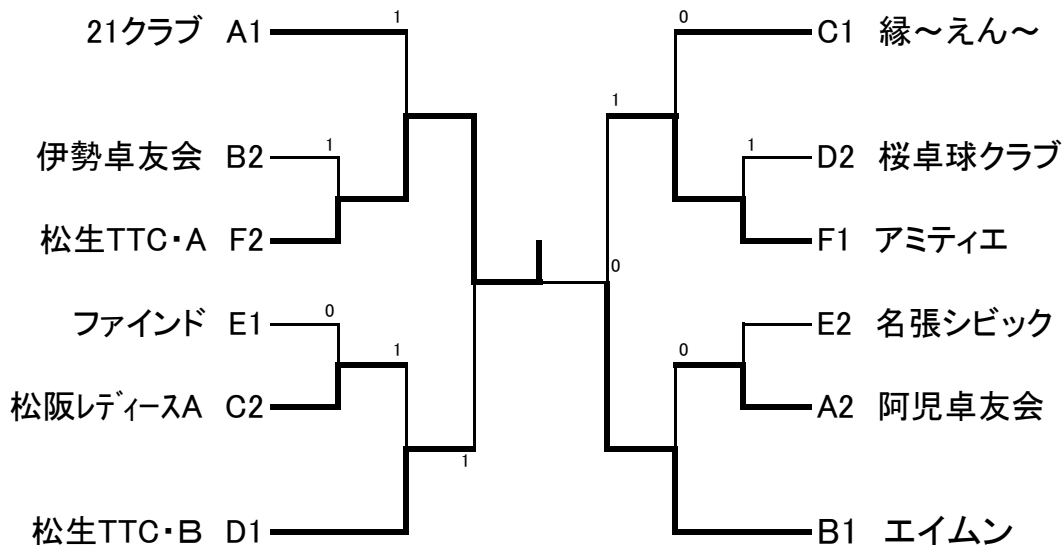 21クラブ A1
1
伊勢卓友会 B2
1
松生TTC・A F2
ファインド E1
0
松阪レディースA C2
1
松生TTC・B D1
1
0
C1 縁～えん～
0
1
D2 桜卓球クラブ
1
F1 アミティエ
E2 名張シビック
0
A2 阿児卓友会
B1 エイムン